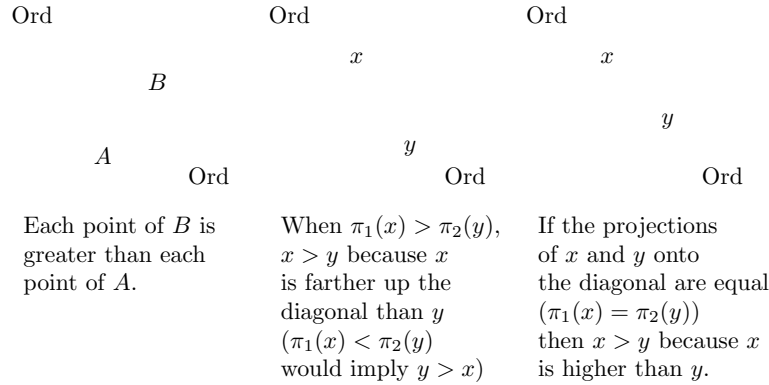 Ord
x
B
y
A
Ord
Ord
x
y
Ord
Ord
Each point of B is
greater than each
point of A.
When π₁(x) > π₂(y),
x > y because x
is farther up the
diagonal than y
(π₁(x) < π₂(y)
would imply y > x)
If the projections
of x and y onto
the diagonal are equal
(π₁(x) = π₂(y))
then x > y because x
is higher than y.